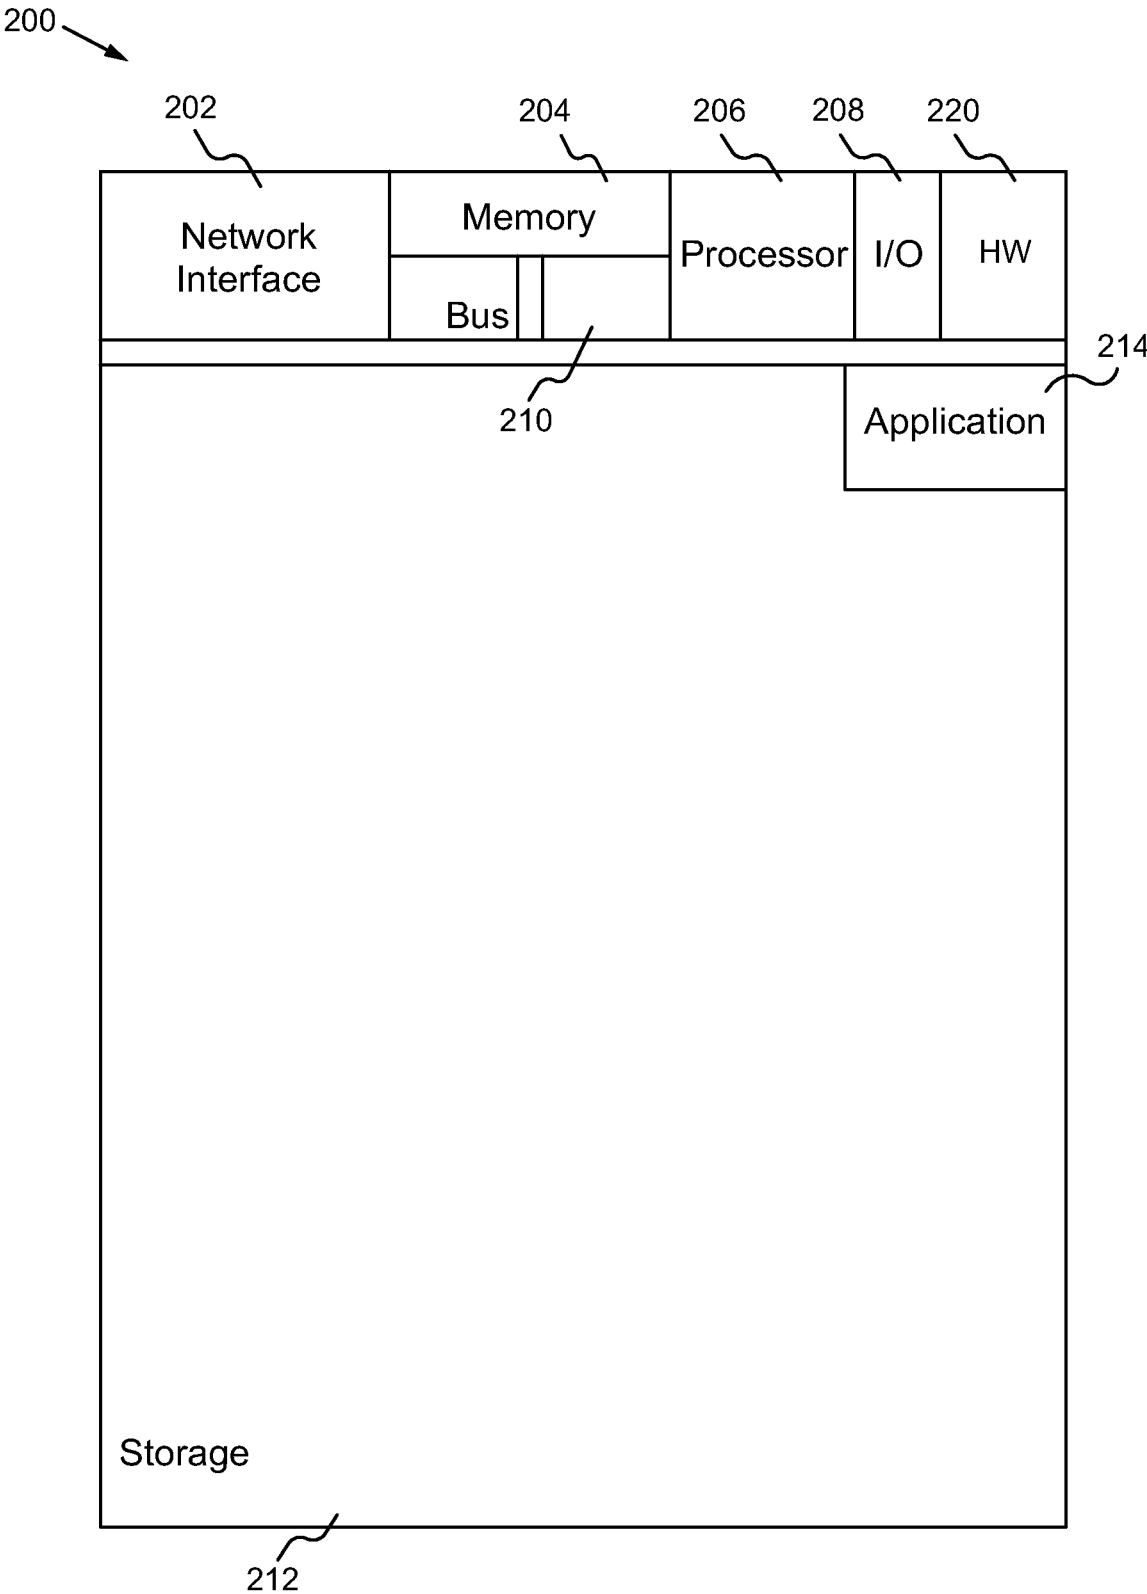 200
202
204
206
208
220
Network
Interface
Memory
Processor
I/O
HW
Bus
214
210
Application
Storage
212